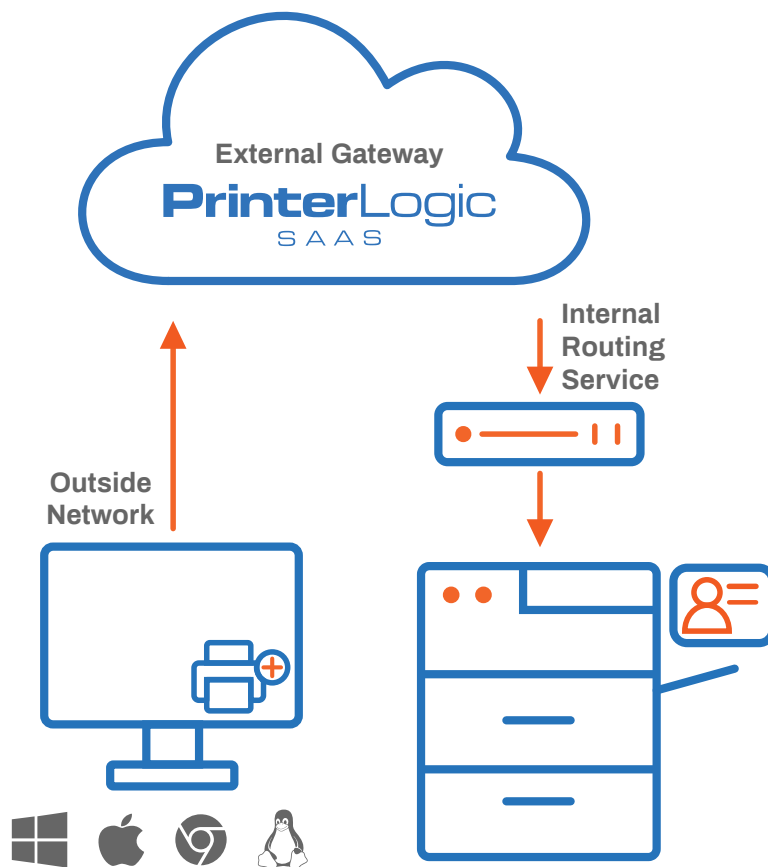 External Gateway
PrinterLogic
SAAS
Internal
Routing
Service
Outside
Network